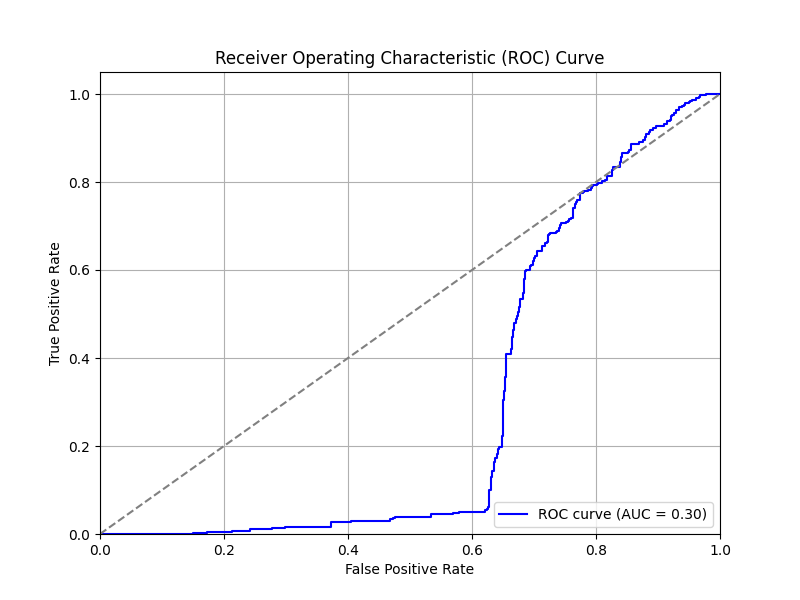 Receiver Operating Characteristic (ROC) Curve
True Positive Rate
1.0
0.8
0.6
0.4
0.2
0.0
ROC curve (AUC = 0.30)
0.0 0.2 0.4 0.6 0.8 1.0
False Positive Rate